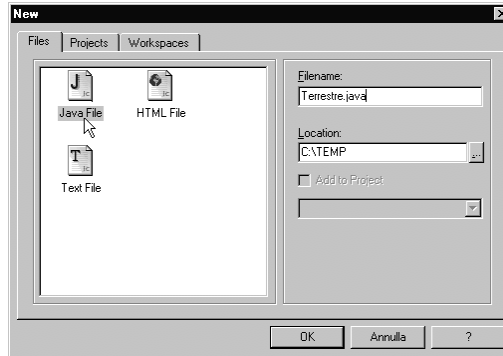 New
Files Projects Workspaces
Java File HTML File
Text File
Filename:
Terrestre.java
Location:
C:\TEMP
...
Add to Project
OK Annulla ?